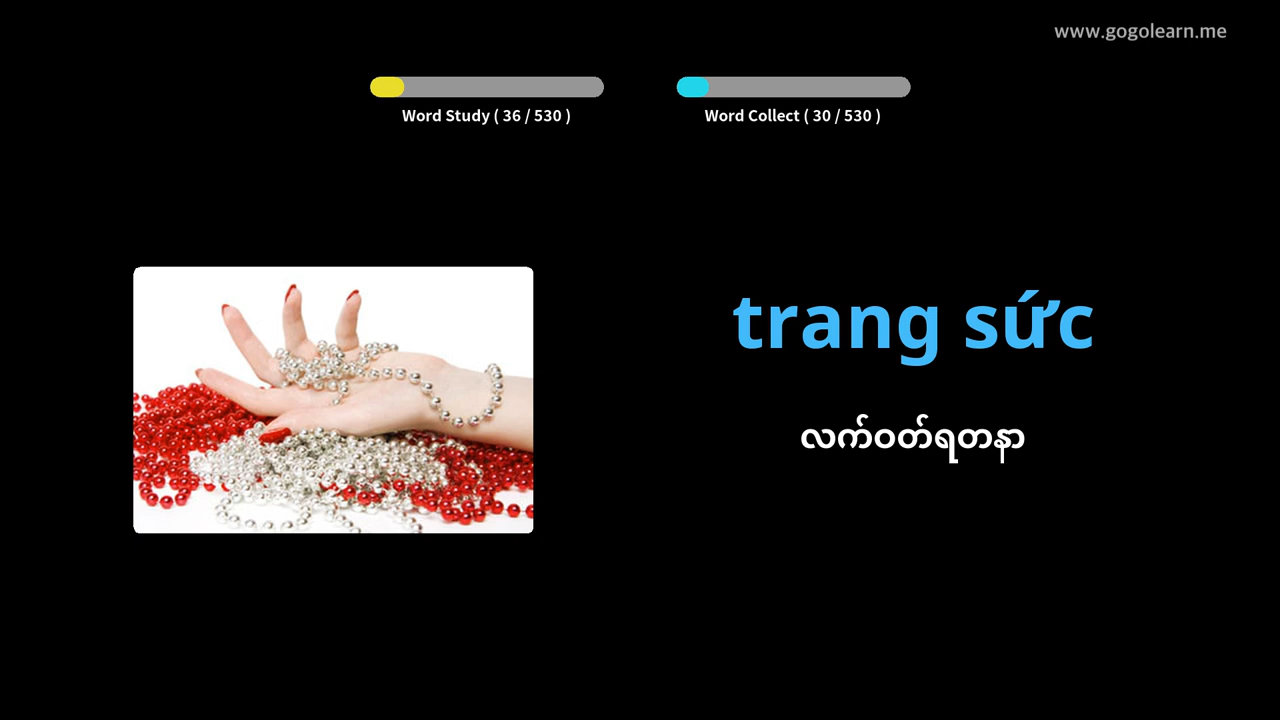 www.gogolearn.me
Word Study ( 36 / 530 )
Word Collect ( 30 / 530 )
trang sức
လက်ဝတ်ရတနာ